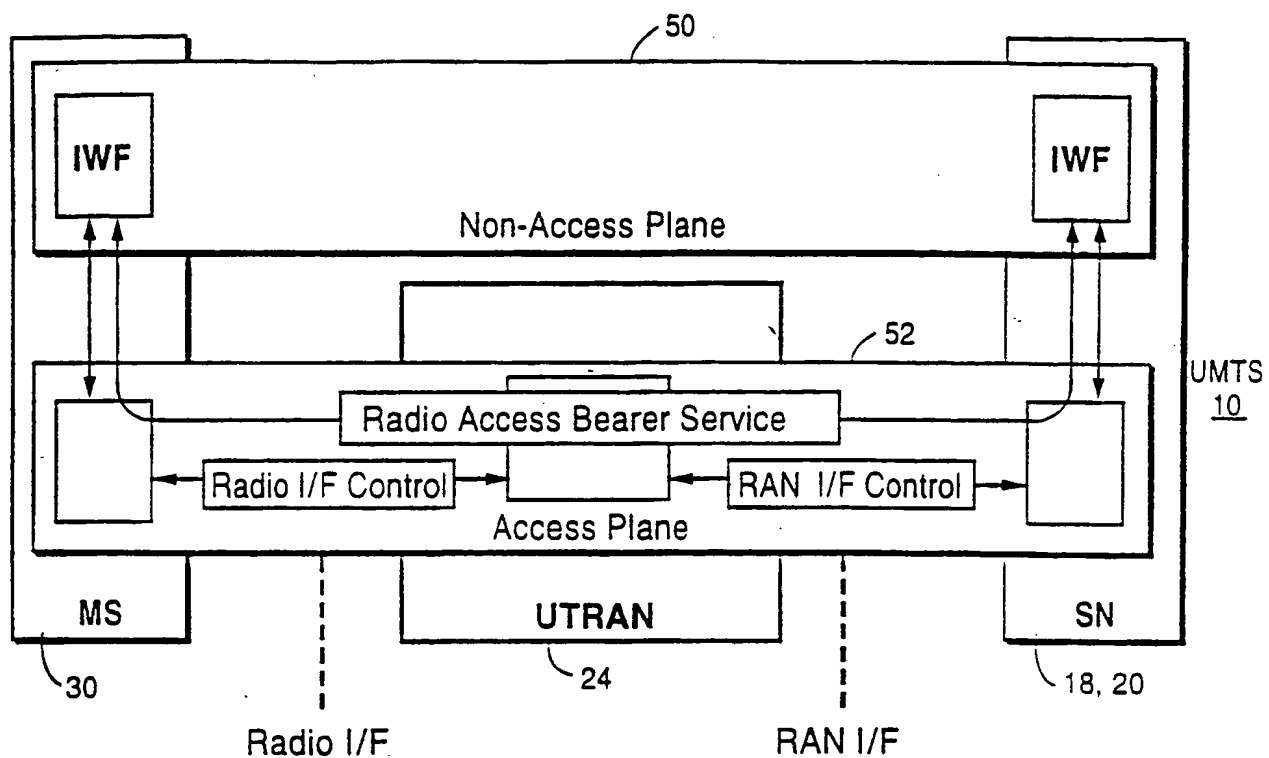 50
IWF
IWF
Non-Access Plane
52
UMTS
10
Radio Access Bearer Service
Radio I/F Control
RAN I/F Control
Access Plane
MS
UTRAN
SN
30
24
18, 20
Radio I/F
RAN I/F